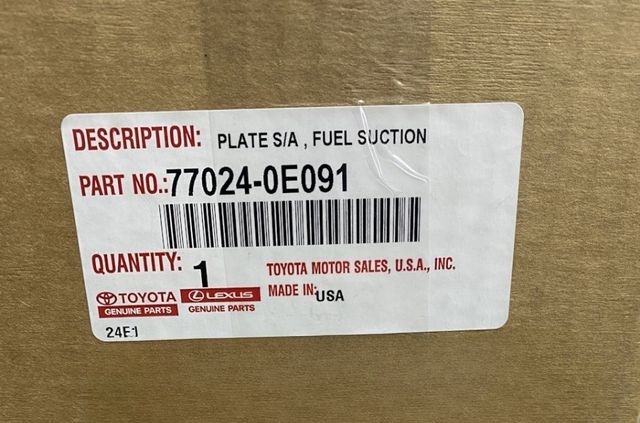 DESCRIPTION: PLATE S/A , FUEL SUCTION
PART NO.: 77024-0E091
QUANTITY: 1
TOYOTA MOTOR SALES, U.S.A., INC.
MADE IN: USA
TOYOTA GENUINE PARTS
LEXUS GENUINE PARTS
24E1